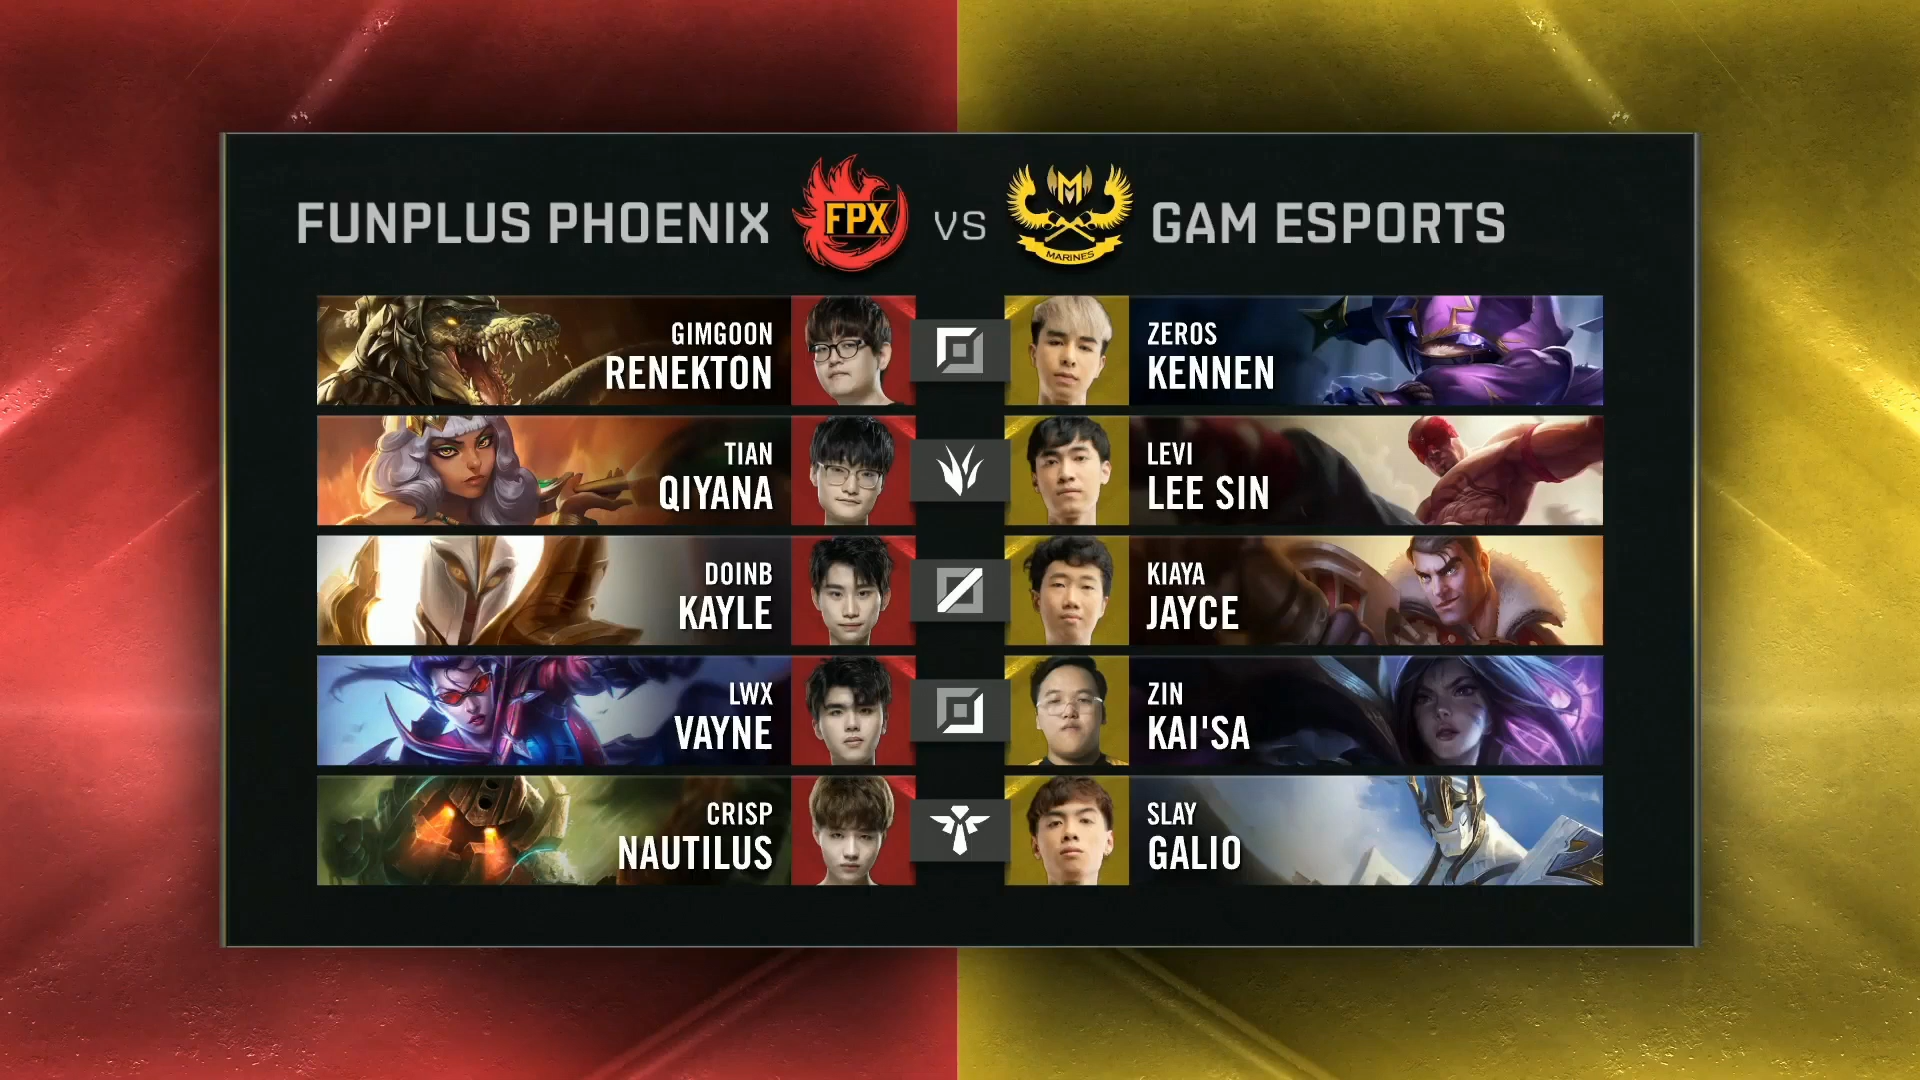 FUNPLUS PHOENIX FPX VS M MARINES GAM ESPORTS
GIMGOON
RENEKTON
ZEROS
KENNEN
TIAN
QIYANA
LEVI
LEE SIN
DOINB
KAYLE
KIAYA
JAYCE
LWX
VAYNE
ZIN
KAI'SA
CRISP
NAUTILUS
SLAY
GALIO